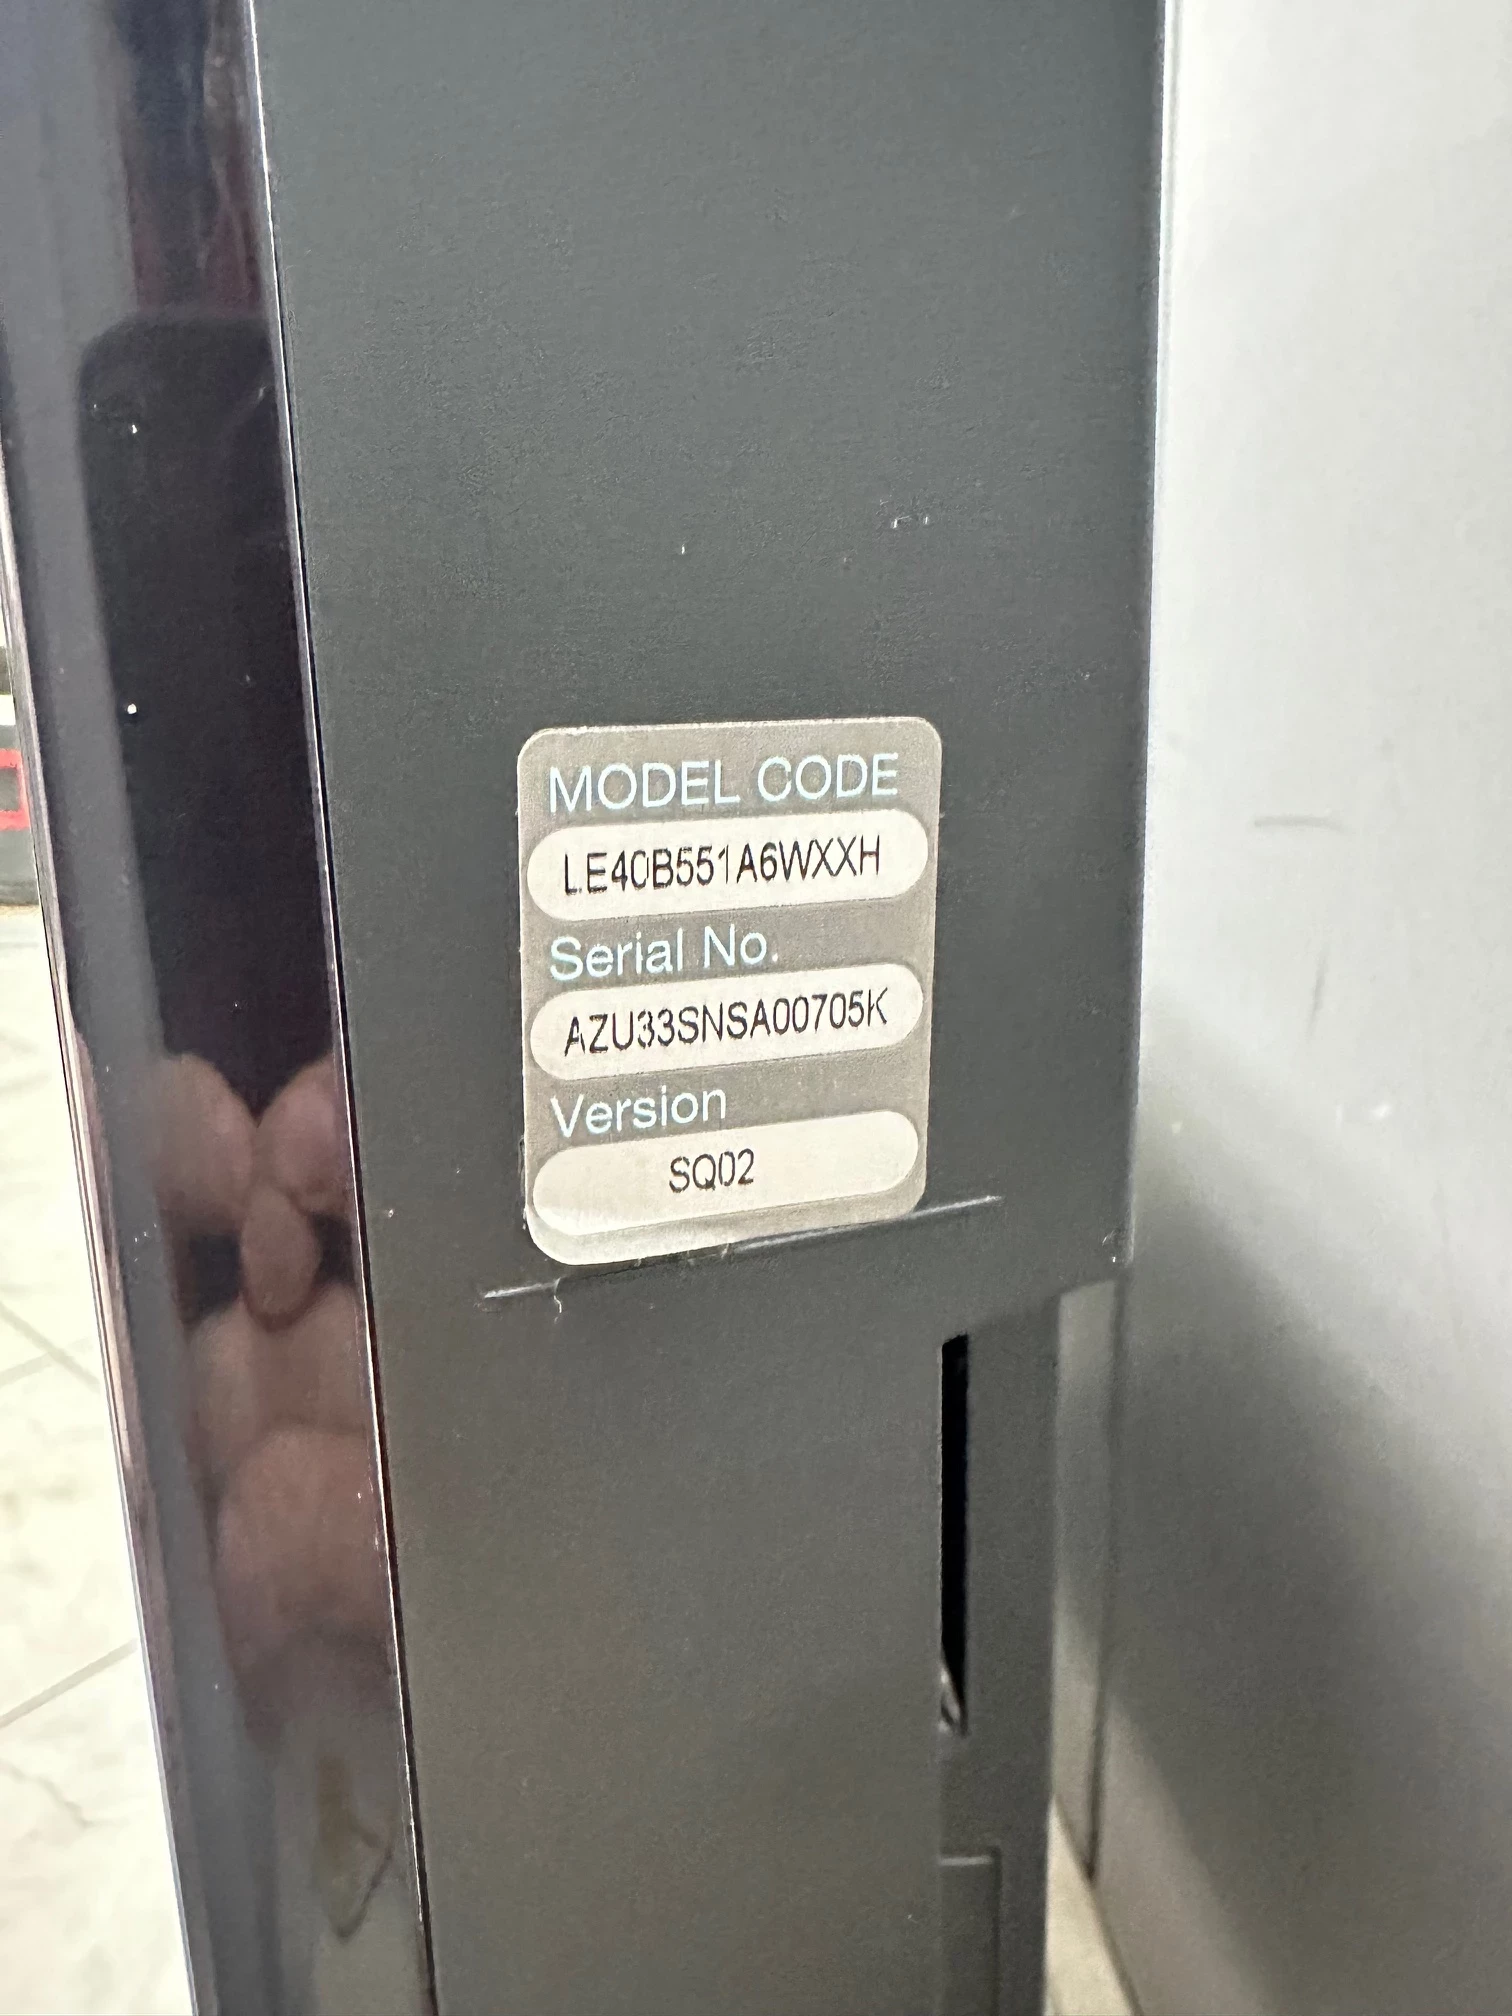 MODEL CODE
LE40B551A6WXXH
Serial No.
AZU33SNSA00705K
Version
SQ02